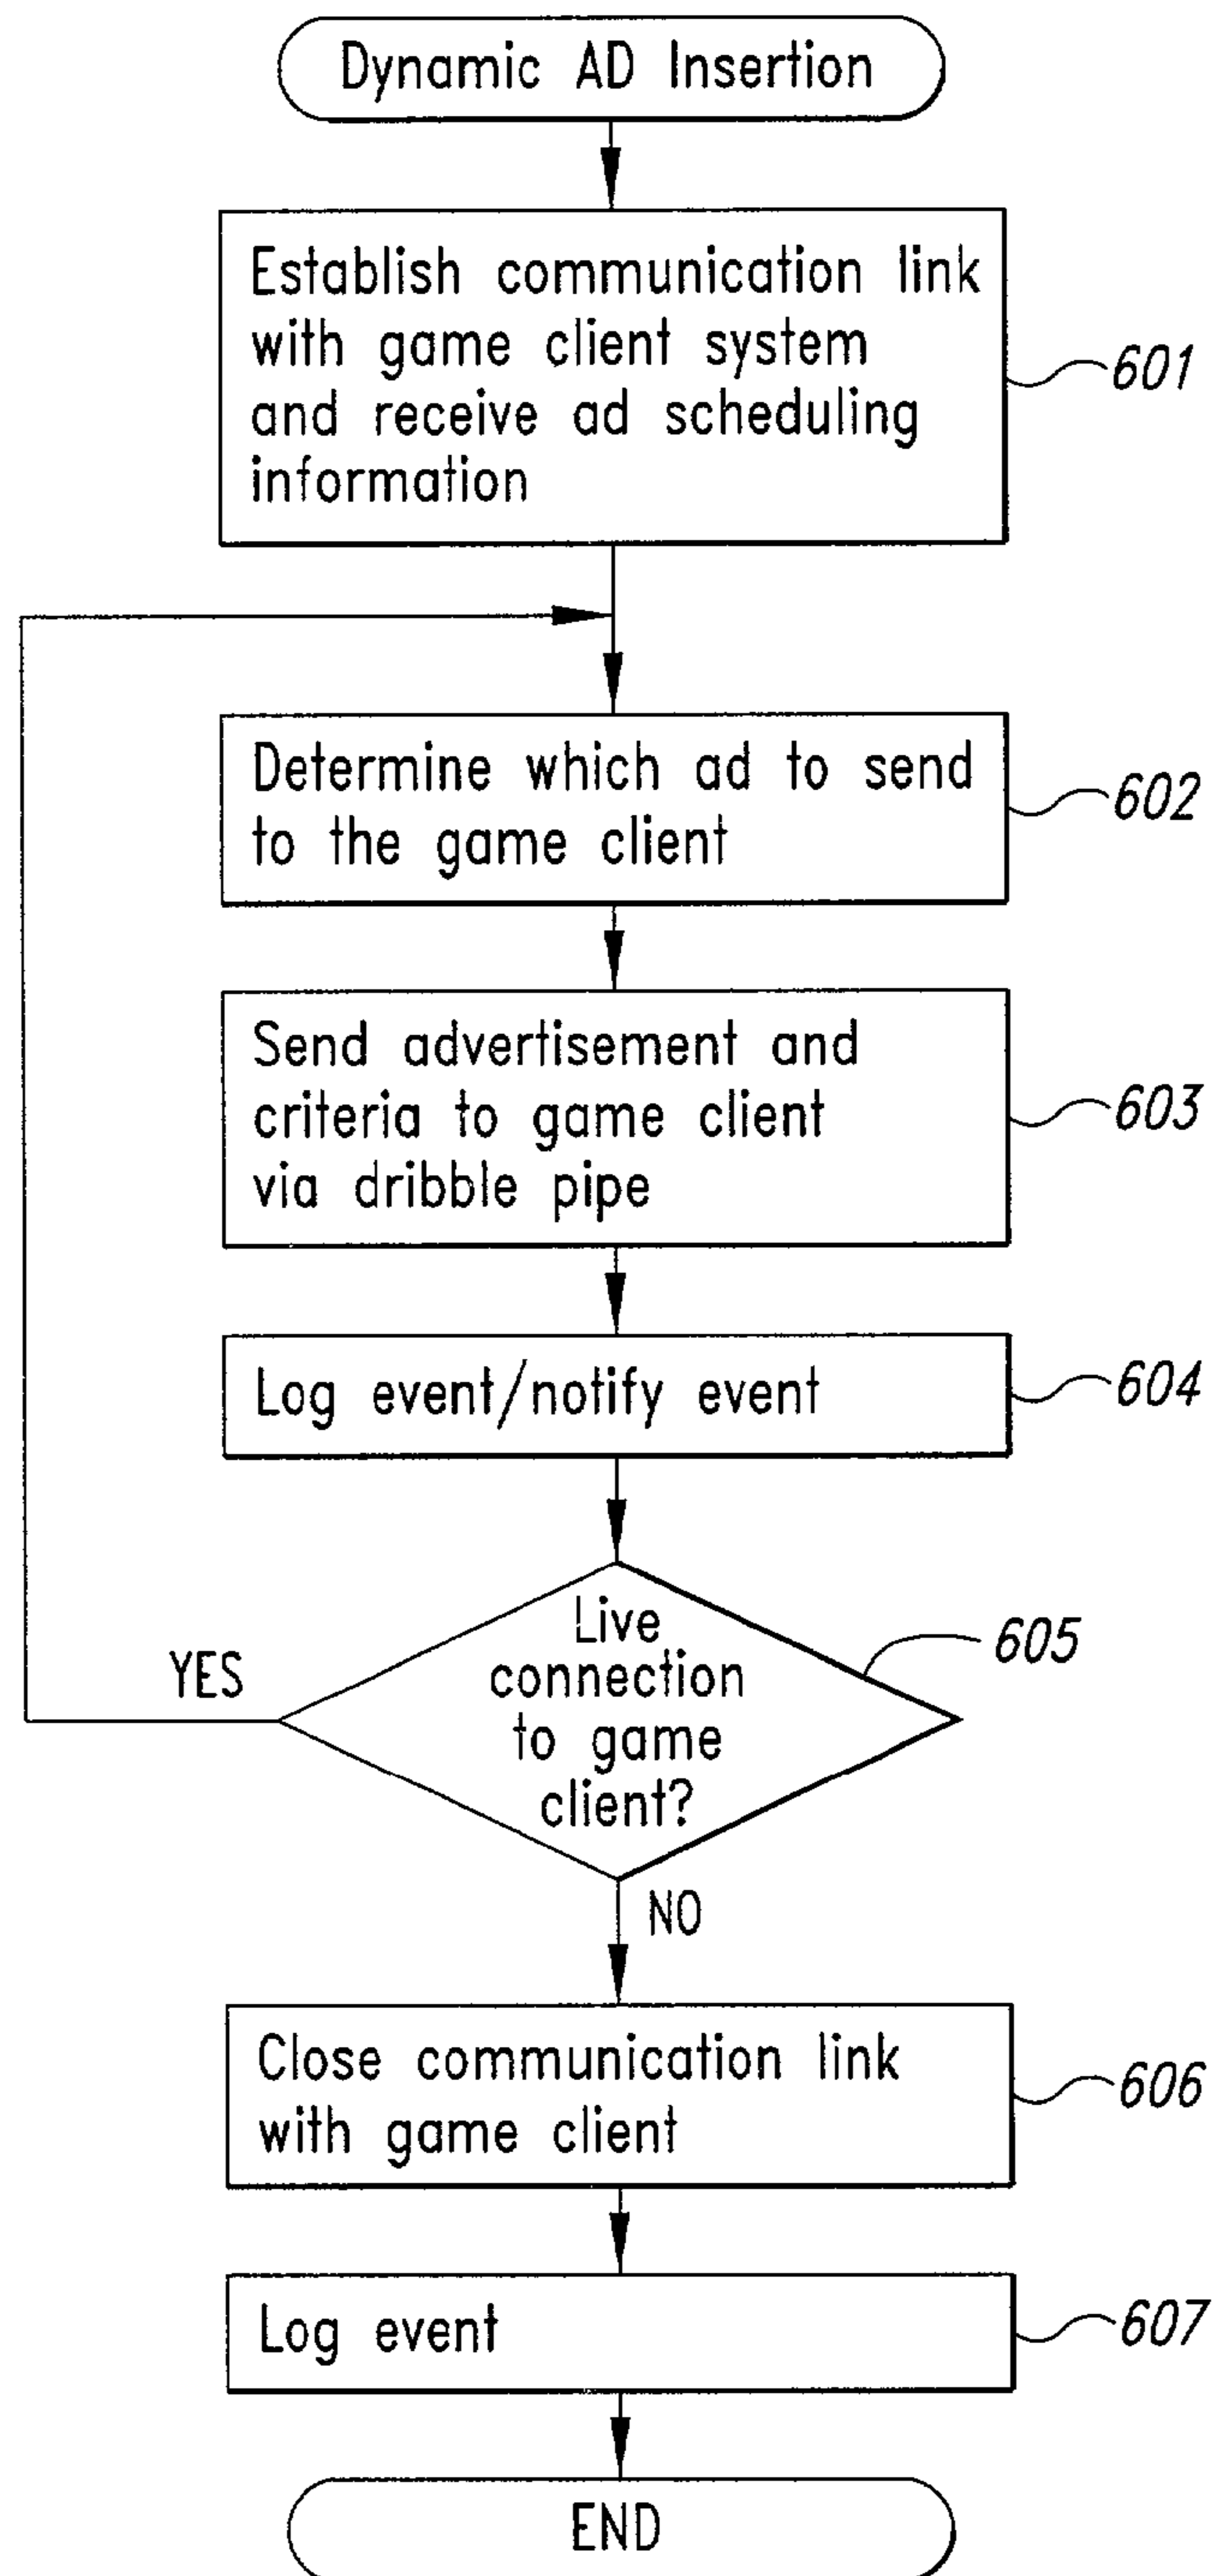 Dynamic AD Insertion
Establish communication link
with game client system
and receive ad scheduling
information
601
Determine which ad to send
to the game client
602
Send advertisement and
criteria to game client
via dribble pipe
603
Log event/notify event
604
Live
connection
to game
client?
605
YES
NO
Close communication link
with game client
606
Log event
607
END